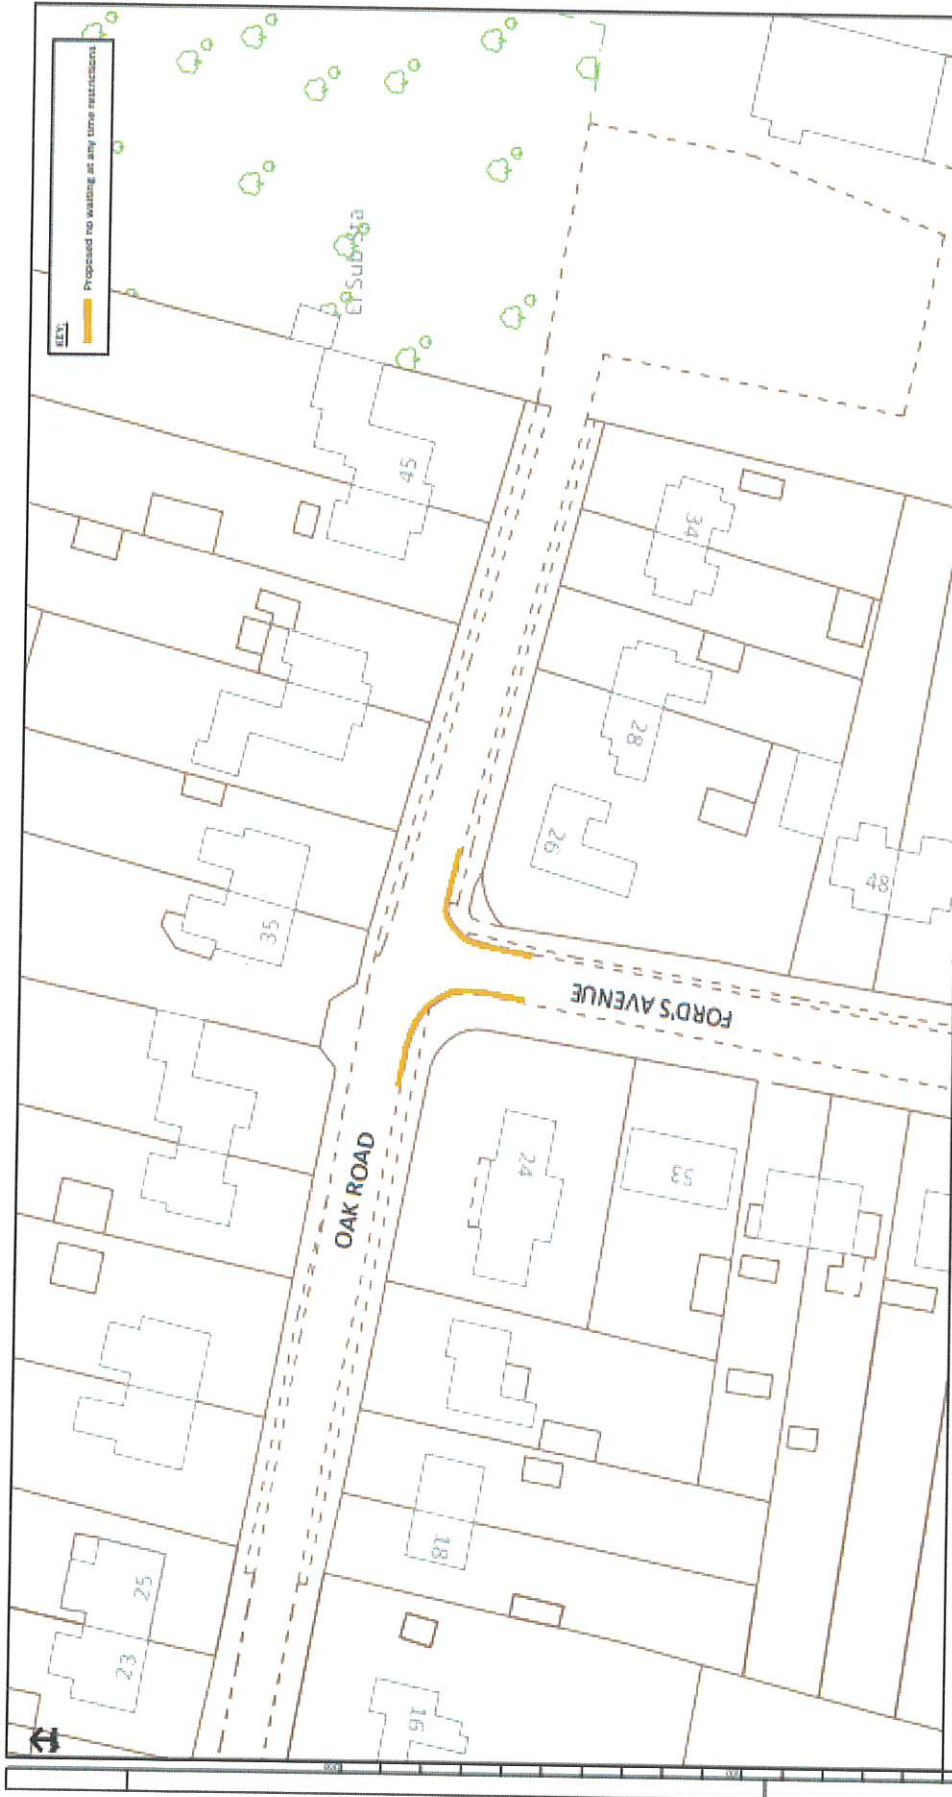 KEY:
Proposed no waiting at any time restrictions
El Sub Sta
45
34
28
26
48
35
FORD'S AVENUE
OAK ROAD
24
53
18
25
23
16